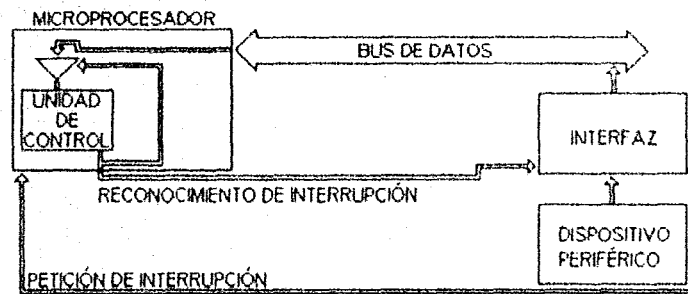 MICROPROCESADOR
BUS DE DATOS
UNIDAD
DE
CONTROL
INTERFAZ
RECONOCIMIENTO DE INTERRUPCIÓN
DISPOSITIVO
PERIFÉRICO
PETICIÓN DE INTERRUPCIÓN